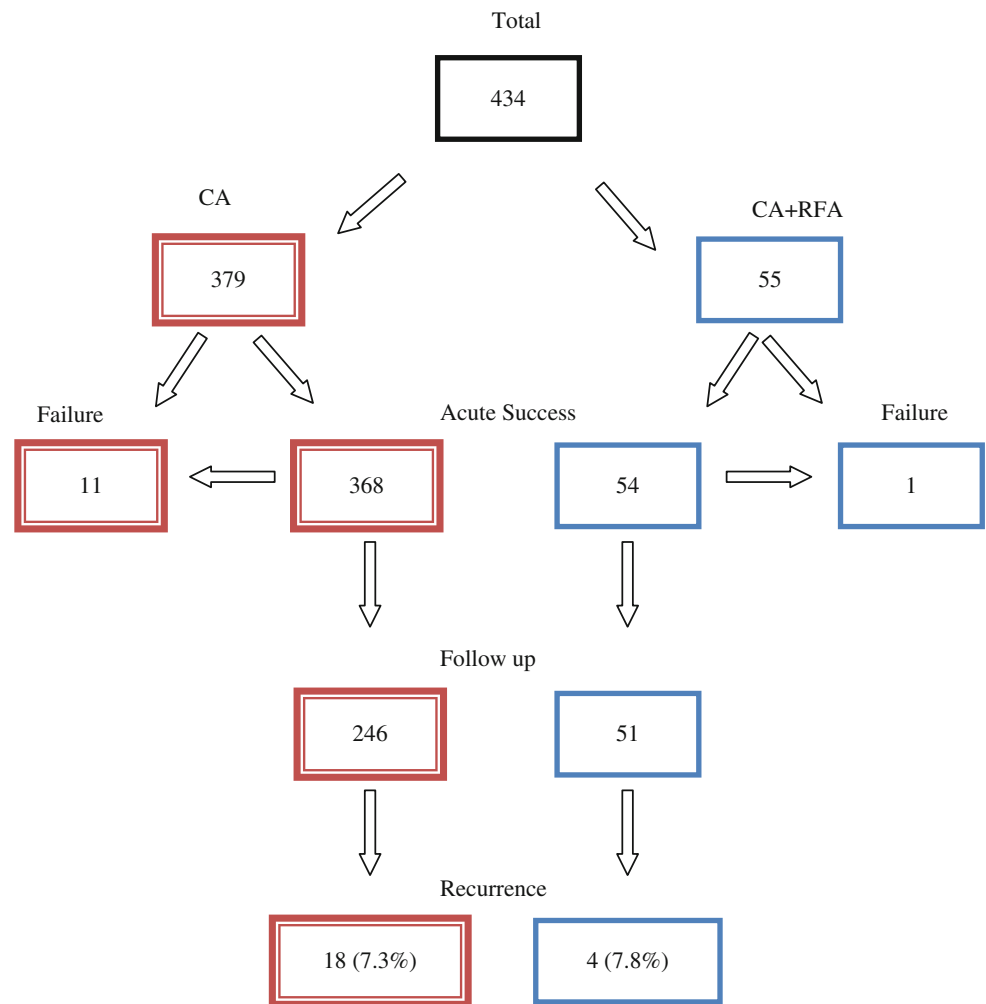 Total
434
CA
CA+RFA
379
55
Failure
Acute Success
Failure
11
368
54
1
Follow up
246
51
Recurrence
18 (7.3%)
4 (7.8%)